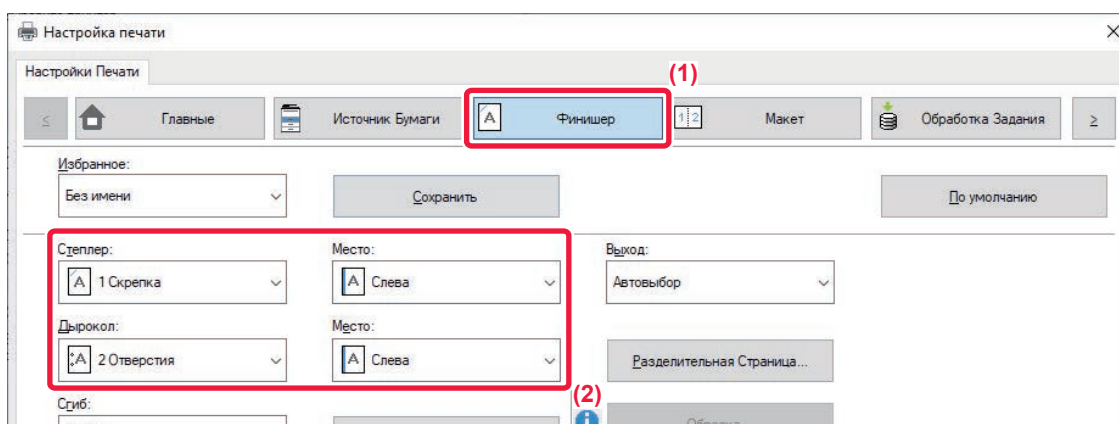 Настройка печати
Настройки Печати
(1)
< Главные Источник Бумаги A Финишер 1 2 Макет Обработка Задания >
Избранное:
Без имени Сохранить По умолчанию
Степлер: Место: Выход:
A 1 Скрепка A Слева Автовыбор
Дырокол: Место:
A 2 Отверстия A Слева Разделительная Страница...
(2)
Сгиб: